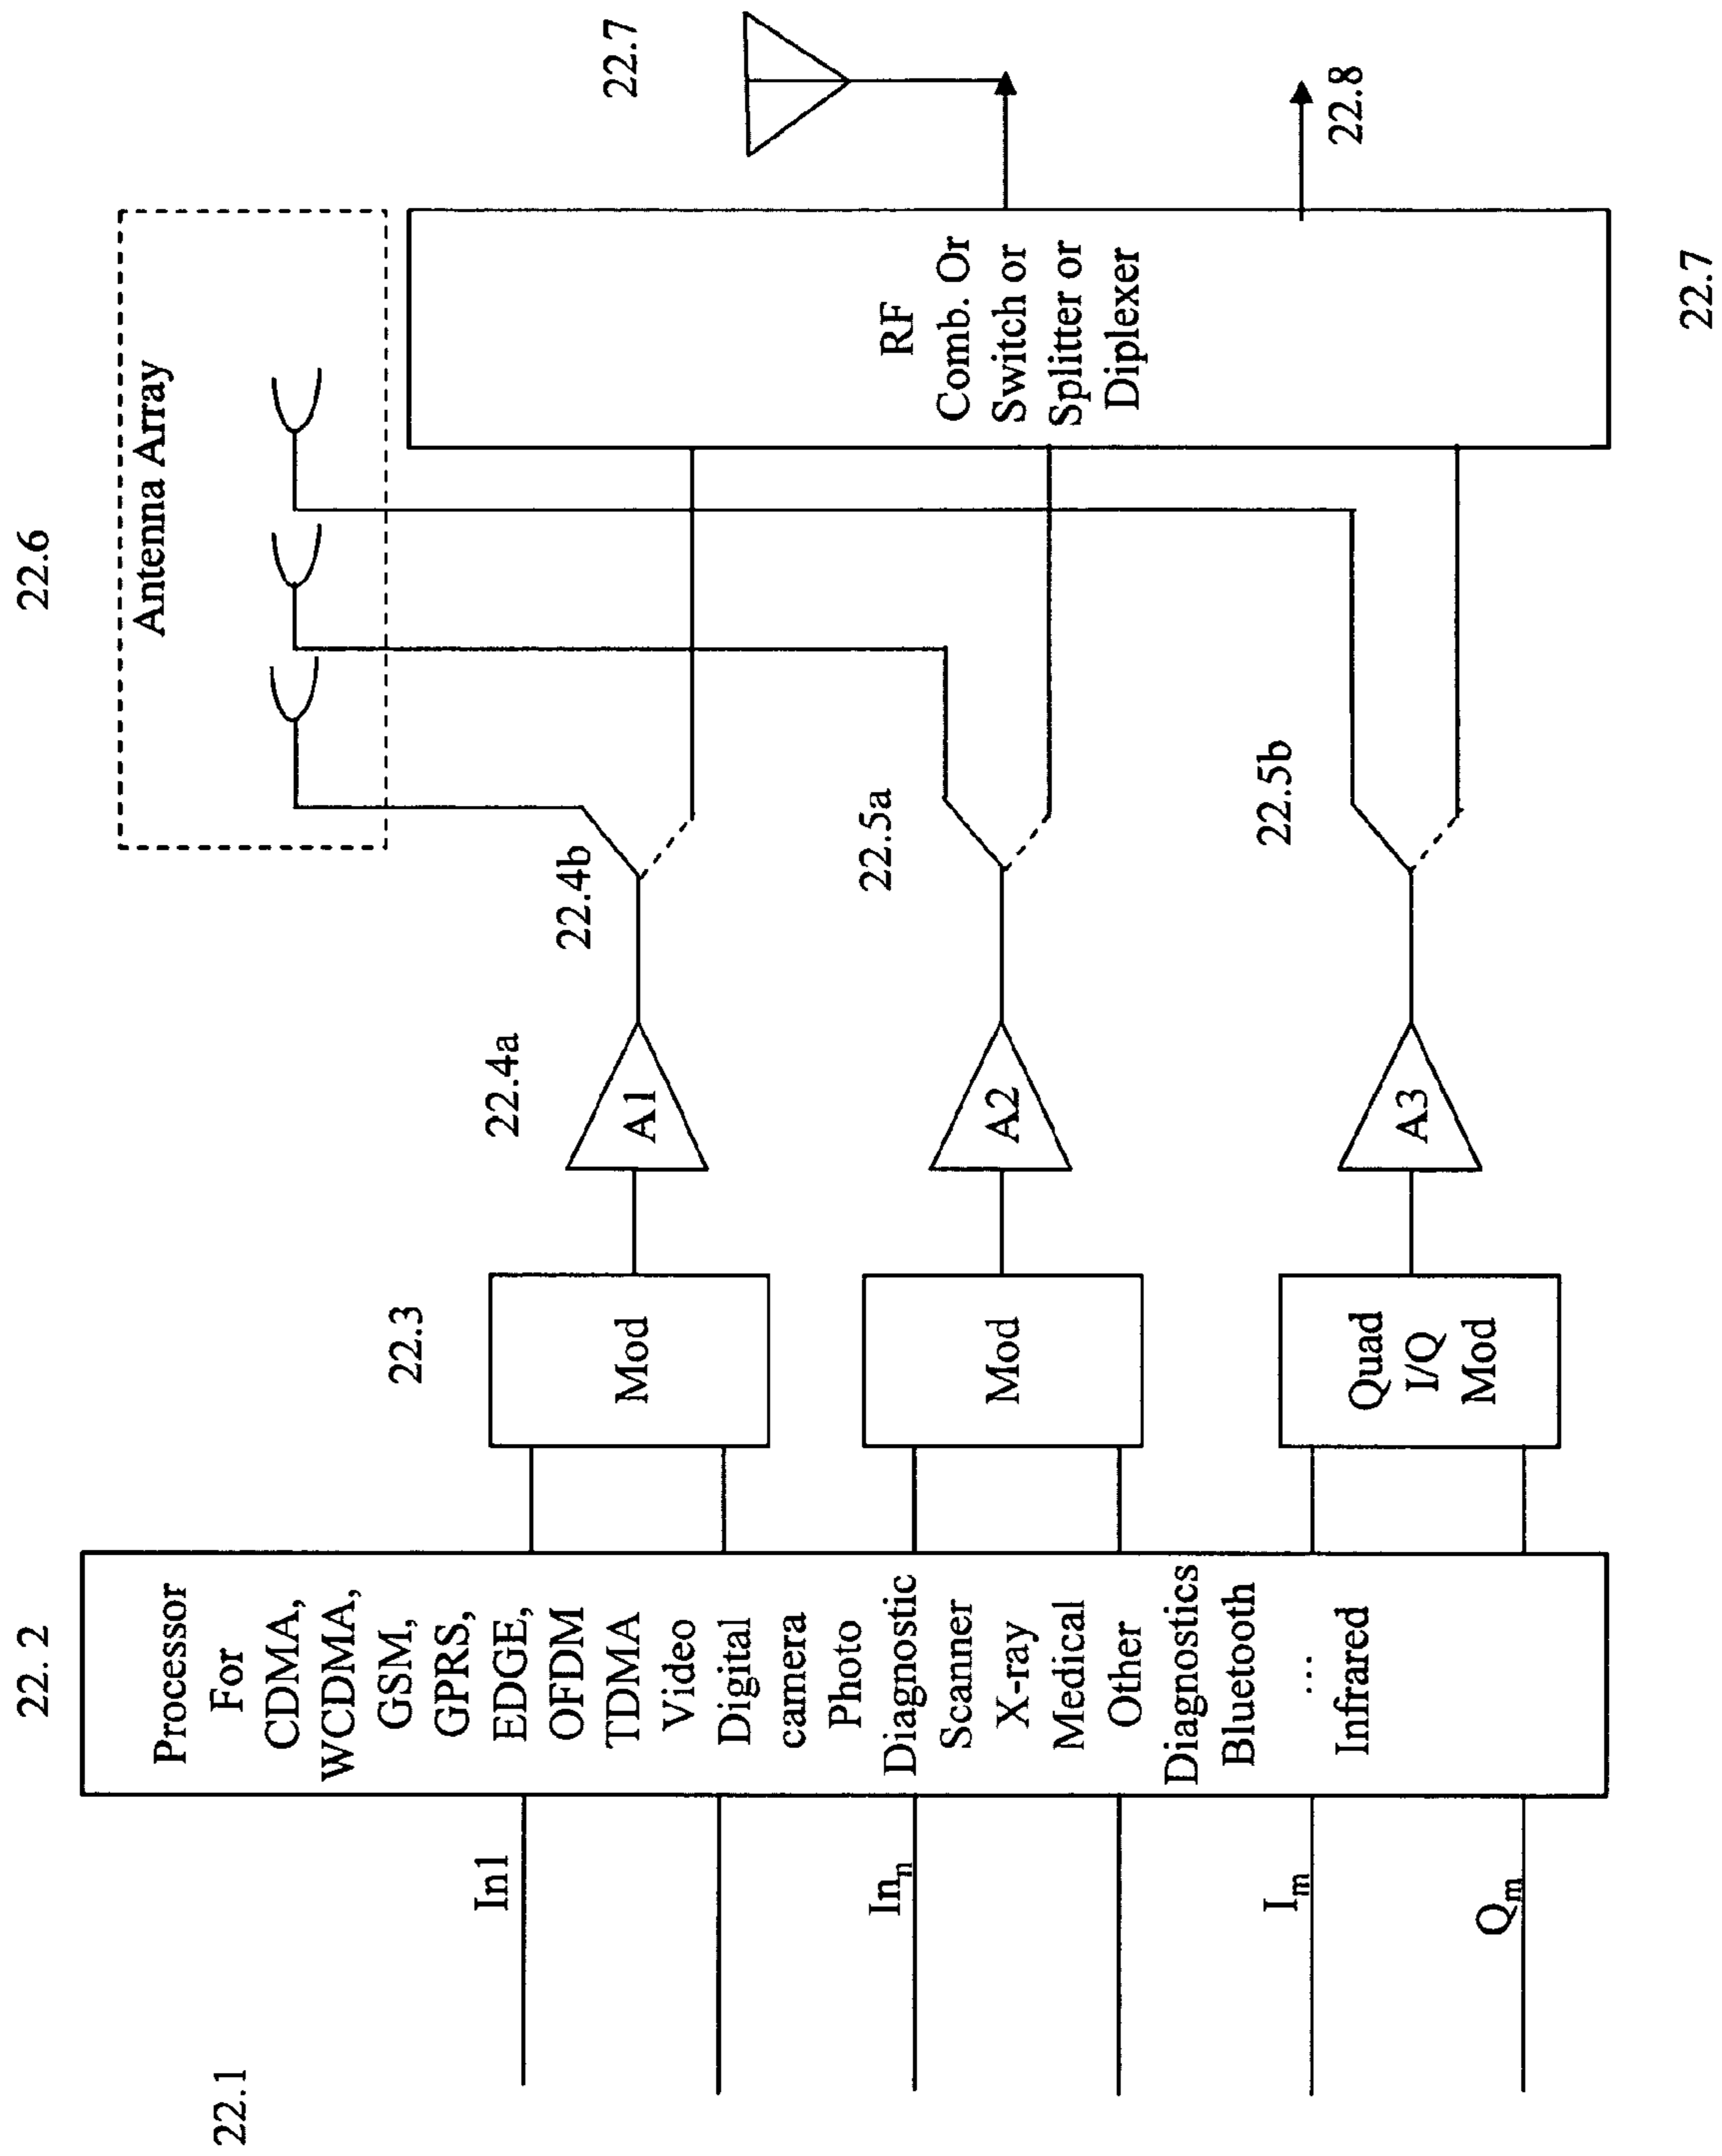 22.1
In1
In_n
I_m
Q_m
22. 2
Processor
For
CDMA,
WCDMA,
GSM,
GPRS,
EDGE,
OFDM
TDMA
Video
Digital
camera
Photo
Diagnostic
Scanner
X-ray
Medical
Other
Diagnostics
Bluetooth
...
Infrared
22.3
Mod
Mod
Quad
I/Q
Mod
22.4a
A1
A2
A3
22.4b
22.5a
22.5b
22.6
Antenna Array
RF
Comb. Or
Switch or
Splitter or
Diplexer
22.7
22.7
22.8